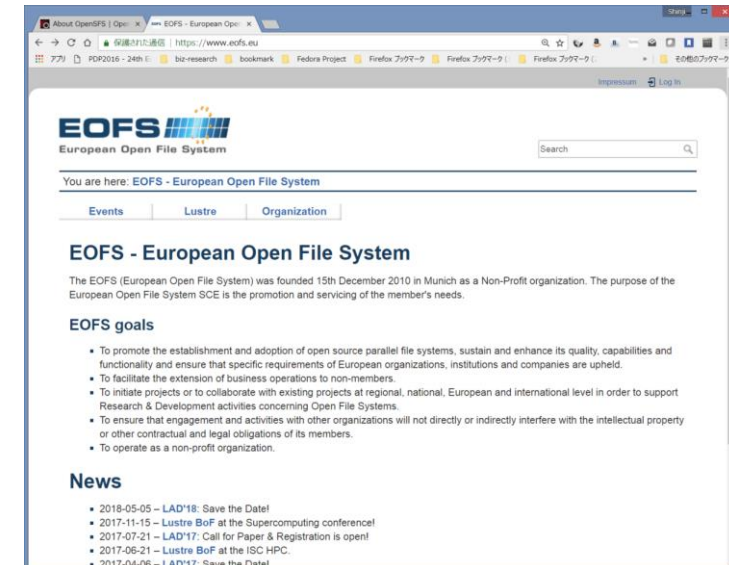 Shinji
About OpenSFS | Open
EOFS - European Open
保護された通信 | https://www.eofs.eu
アプリ PDP2016 - 24th E biz-research bookmark Fedora Project Firefox ブックマーク Firefox ブックマーク ( Firefox ブックマーク ( » その他のブックマーク
Impressum Log In
EOFS
European Open File System
Search
You are here: EOFS - European Open File System
Events Lustre Organization
EOFS - European Open File System
The EOFS (European Open File System) was founded 15th December 2010 in Munich as a Non-Profit organization. The purpose of the
European Open File System SCE is the promotion and servicing of the member's needs.
EOFS goals
To promote the establishment and adoption of open source parallel file systems, sustain and enhance its quality, capabilities and
functionality and ensure that specific requirements of European organizations, institutions and companies are upheld.
To facilitate the extension of business operations to non-members.
To initiate projects or to collaborate with existing projects at regional, national, European and international level in order to support
Research & Development activities concerning Open File Systems.
To ensure that engagement and activities with other organizations will not directly or indirectly interfere with the intellectual property
or other contractual and legal obligations of its members.
To operate as a non-profit organization.
News
2018-05-05 – LAD'18: Save the Date!
2017-11-15 – Lustre BoF at the Supercomputing conference!
2017-07-21 – LAD'17: Call for Paper & Registration is open!
2017-06-21 – Lustre BoF at the ISC HPC.
2017-04-06 – LAD'17: Save the Date!